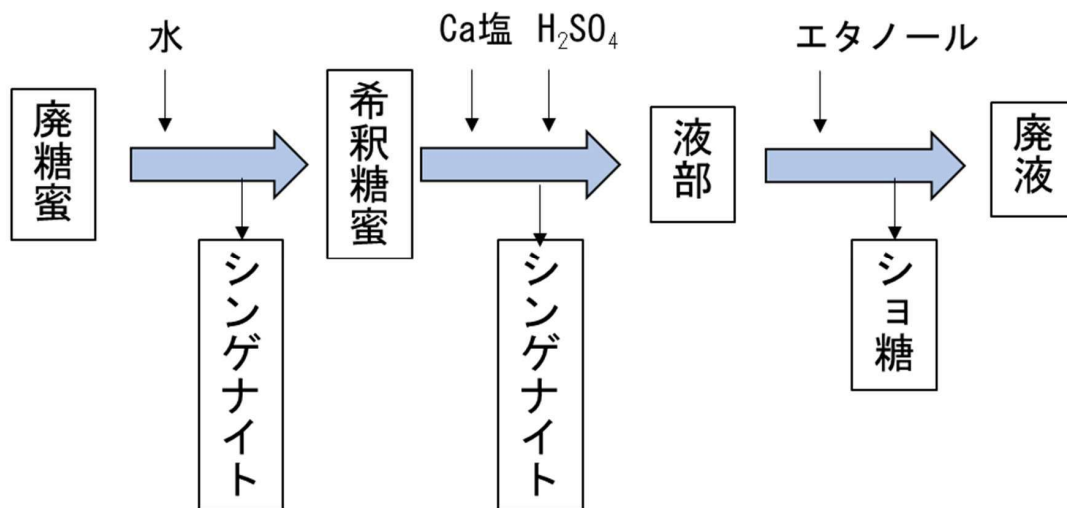 水
Ca塩 H₂SO₄
エタノール
廃糖蜜
希釈糖蜜
液部
廃液
シンゲナイト
シンゲナイト
ショ糖